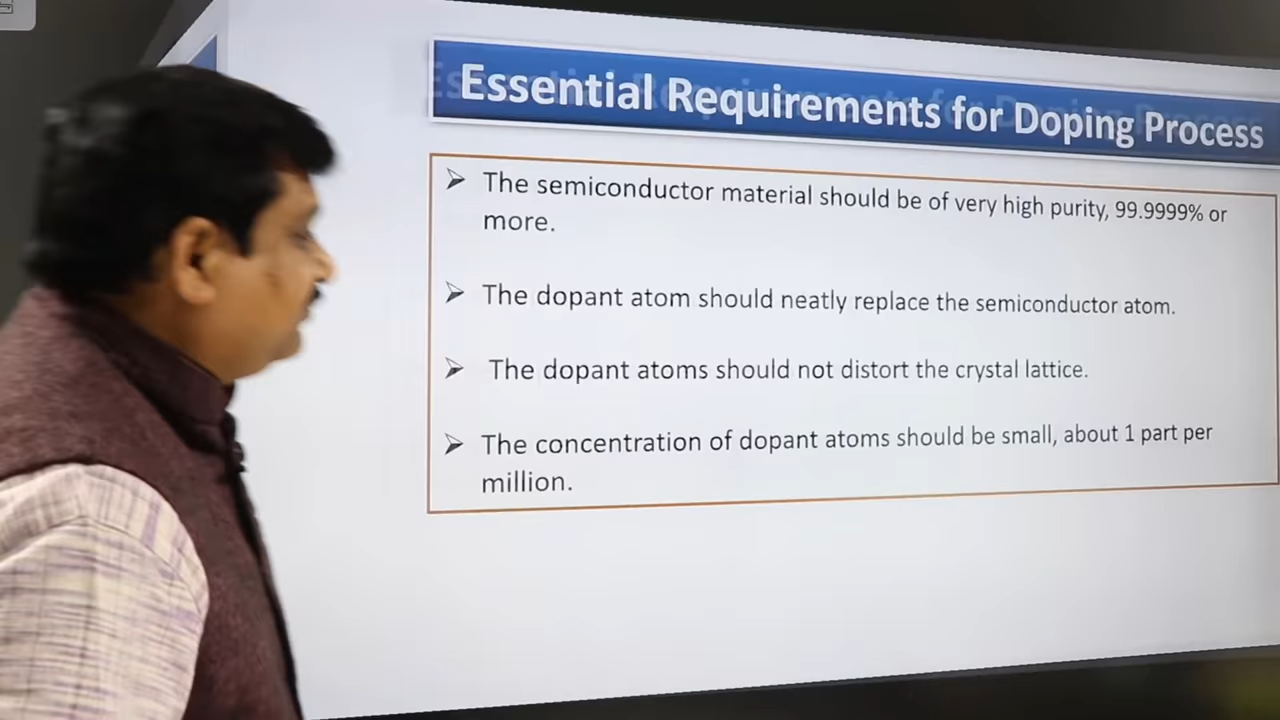 Essential Requirements for Doping Process
➢ The semiconductor material should be of very high purity, 99.9999% or
more.
➢ The dopant atom should neatly replace the semiconductor atom.
➢ The dopant atoms should not distort the crystal lattice.
➢ The concentration of dopant atoms should be small, about 1 part per
million.